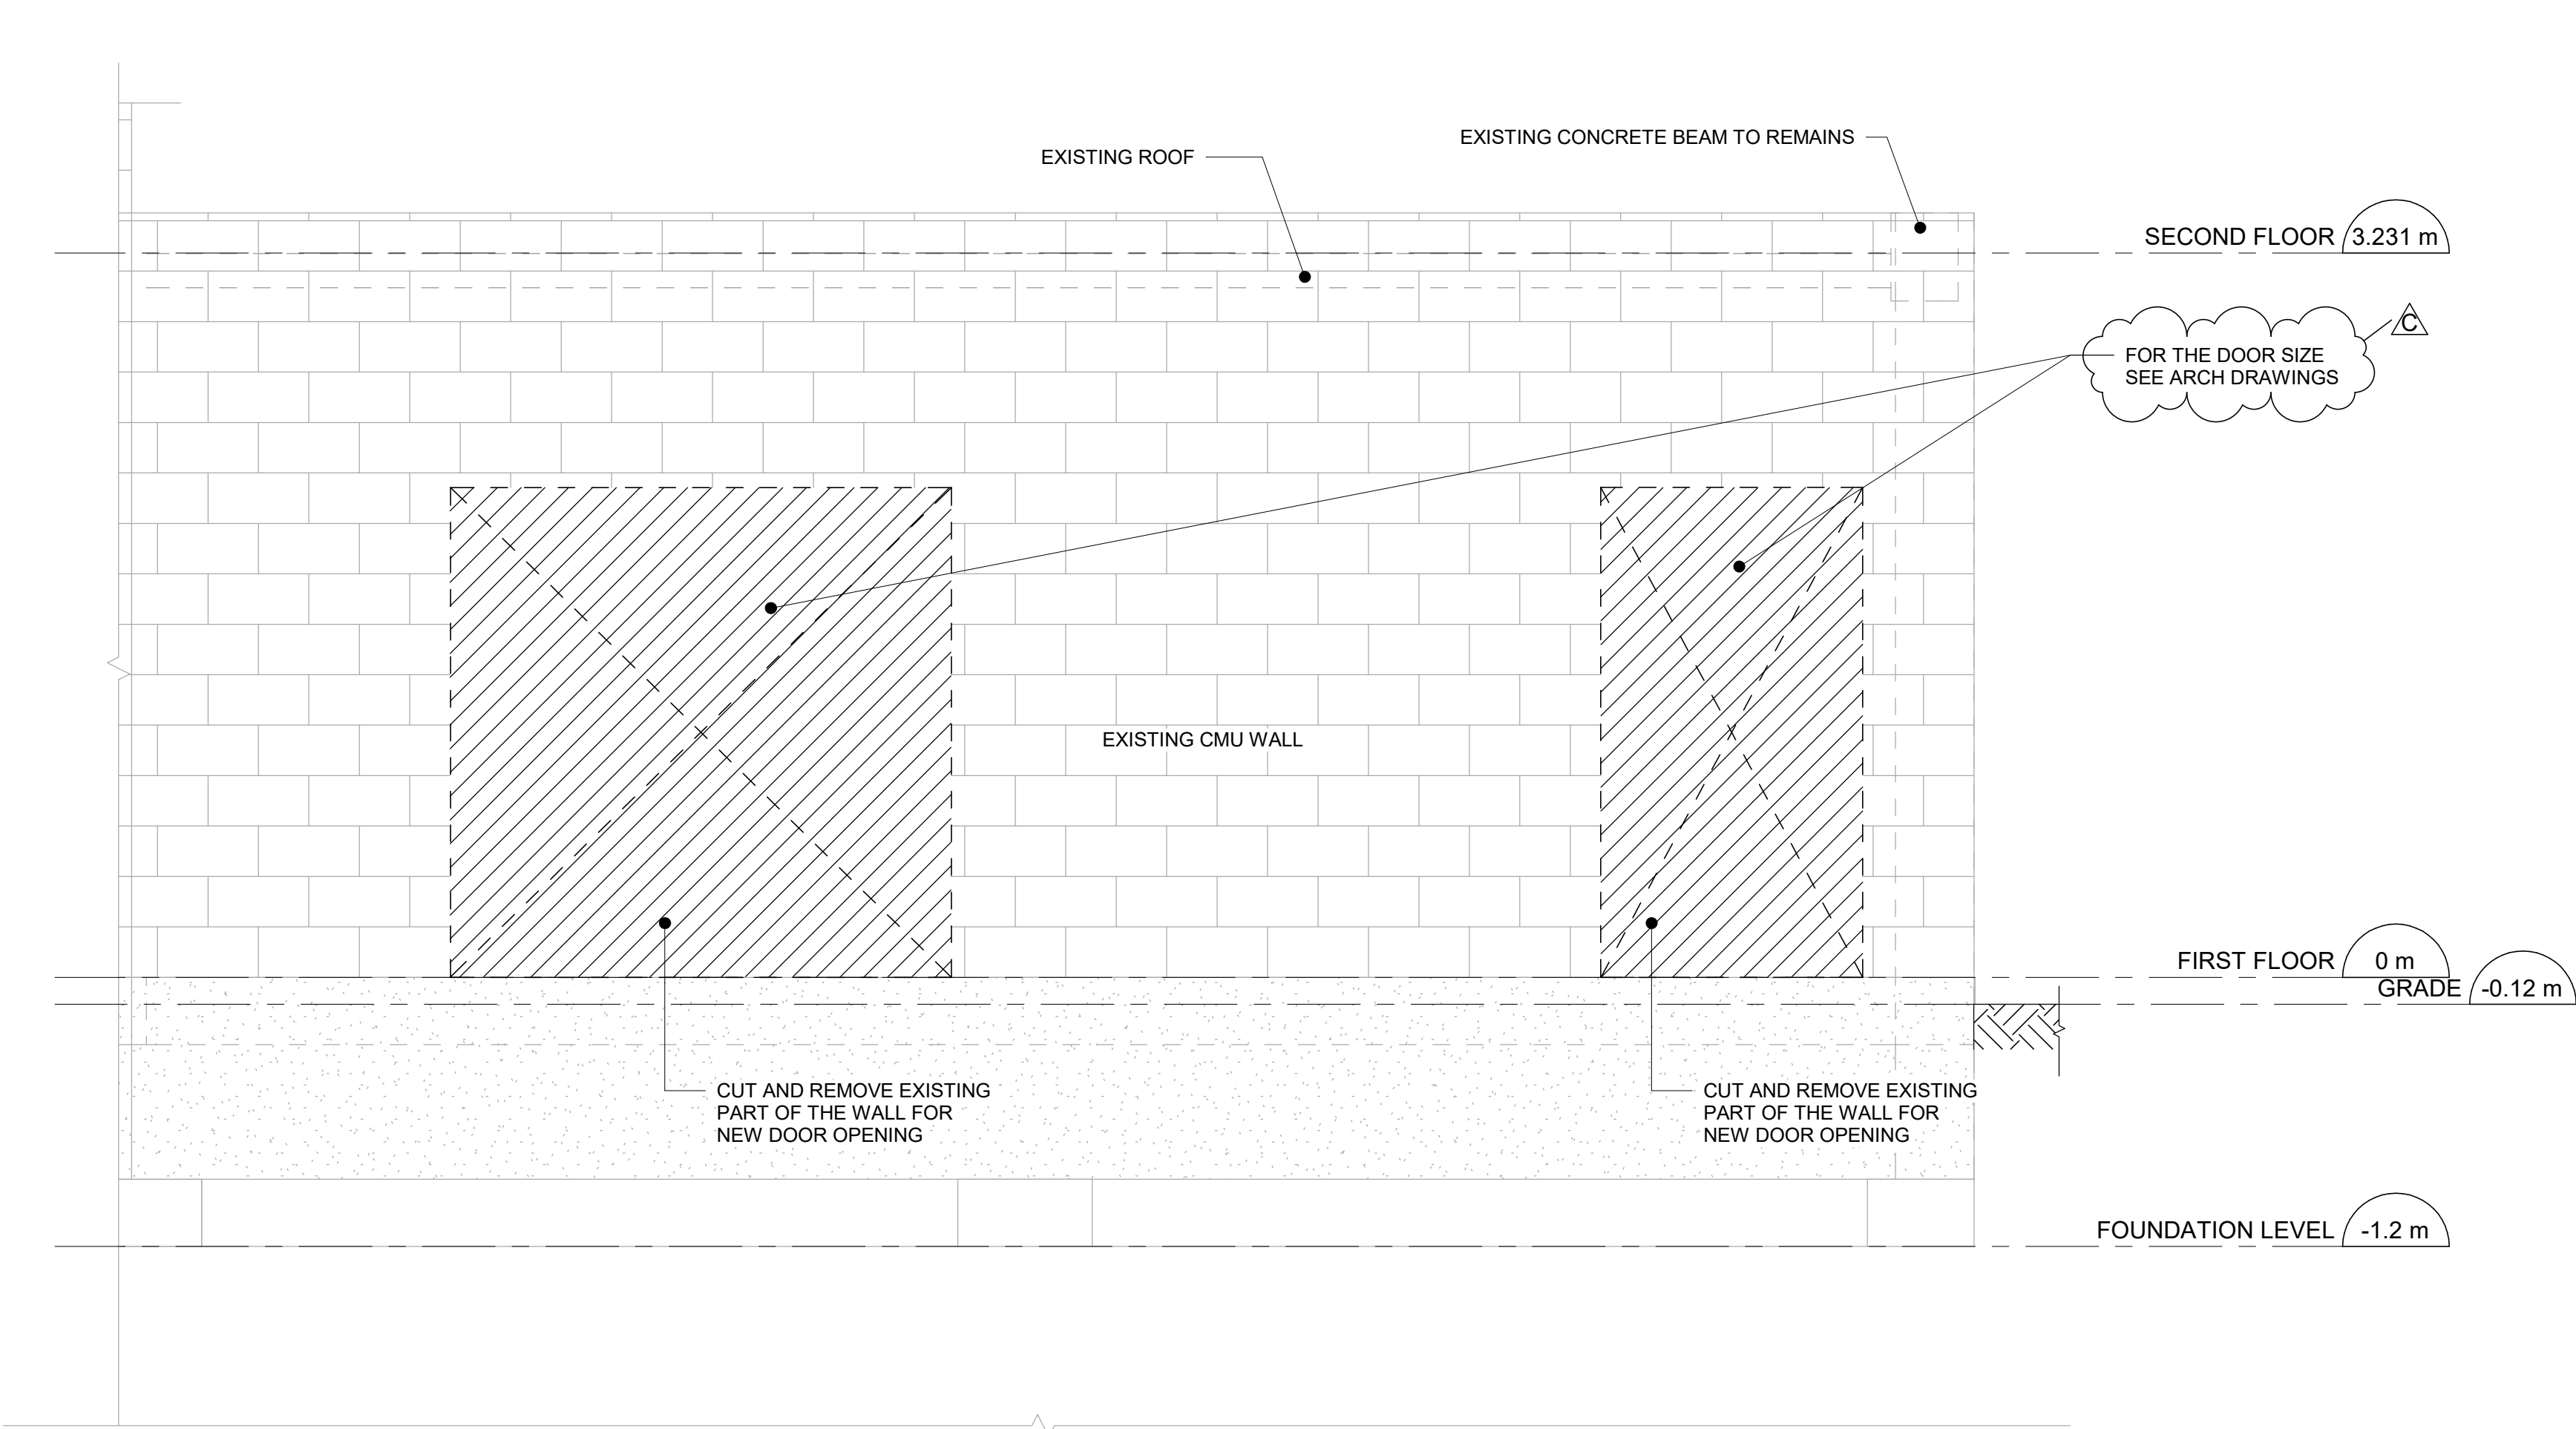 EXISTING CONCRETE BEAM TO REMAINS
EXISTING ROOF
SECOND FLOOR 3.231 m
C
FOR THE DOOR SIZE
SEE ARCH DRAWINGS
EXISTING CMU WALL
FIRST FLOOR 0 m
GRADE -0.12 m
CUT AND REMOVE EXISTING
PART OF THE WALL FOR
NEW DOOR OPENING
CUT AND REMOVE EXISTING
PART OF THE WALL FOR
NEW DOOR OPENING
FOUNDATION LEVEL -1.2 m